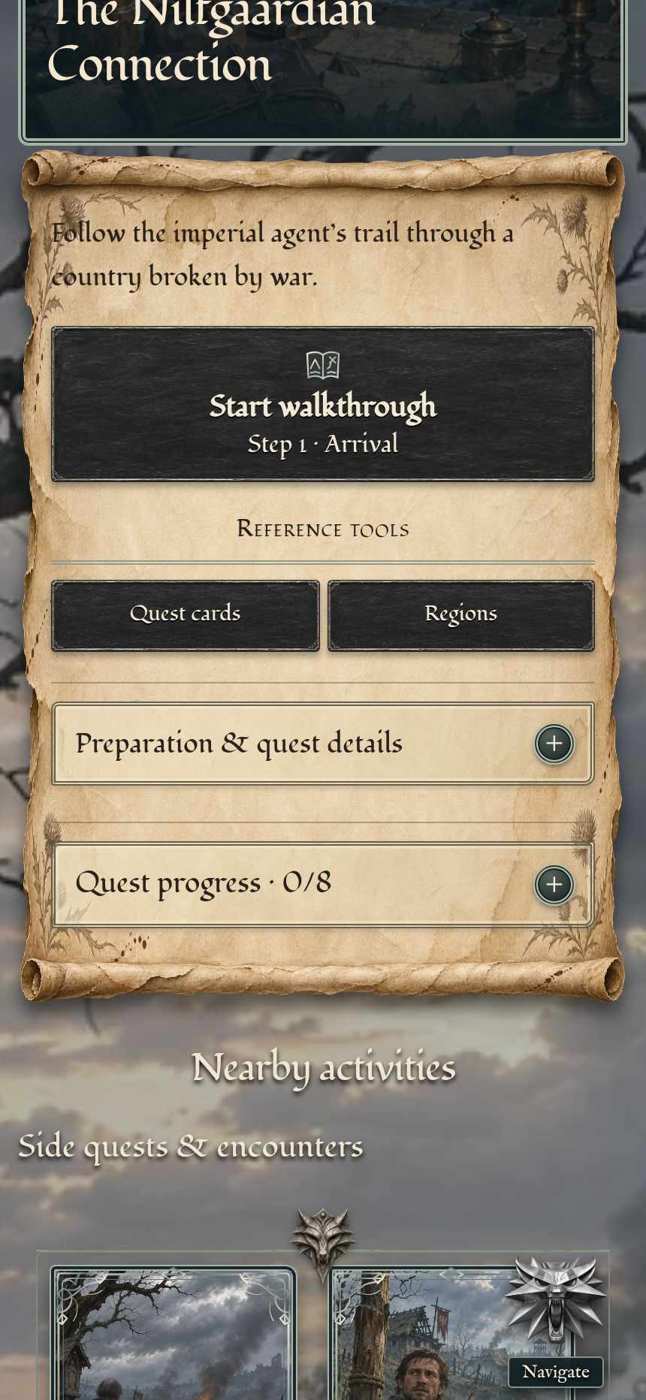 The Nilfgaardian
Connection
Follow the imperial agent's trail through a
country broken by war.
Start walkthrough
Step 1 · Arrival
Reference tools
Quest cards
Regions
Preparation & quest details
Quest progress · 0/8
Nearby activities
Side quests & encounters
Navigate